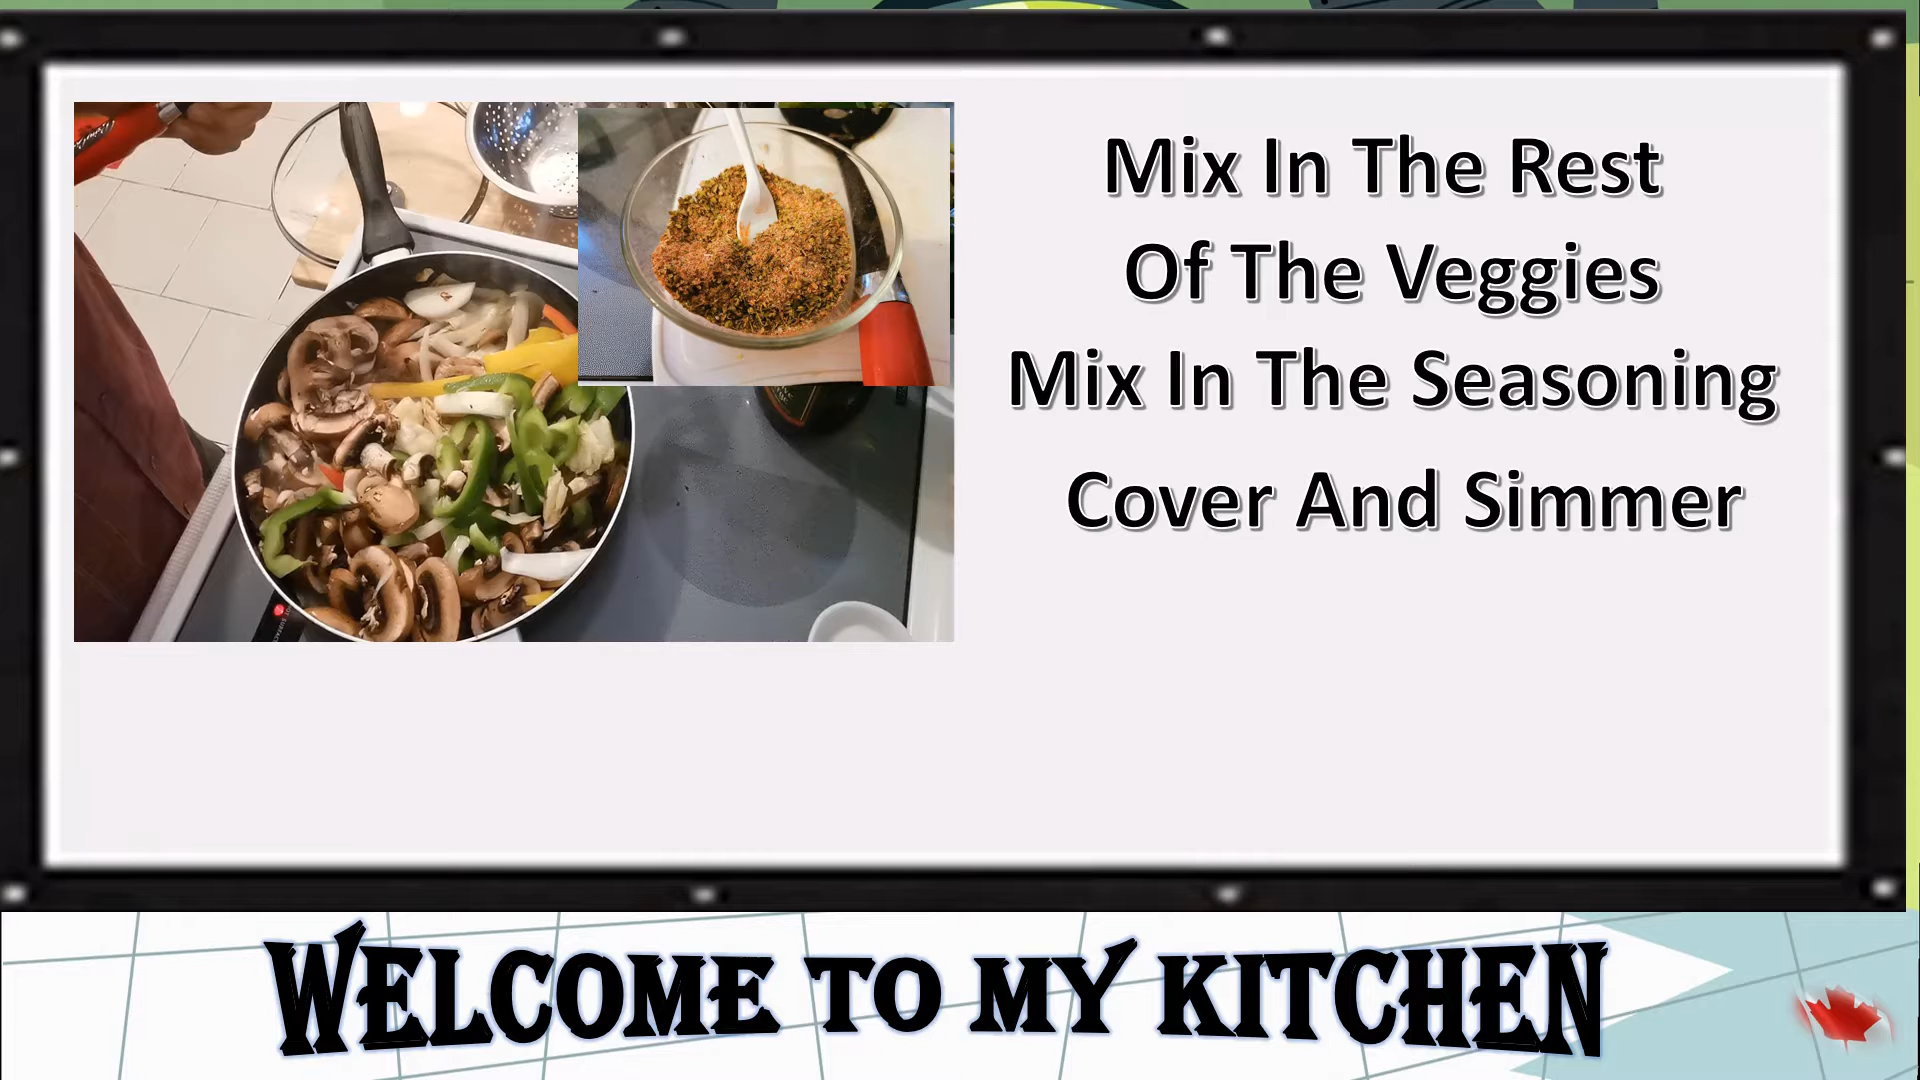 Mix In The Rest
Of The Veggies
Mix In The Seasoning
Cover And Simmer
WELCOME TO MY KITCHEN